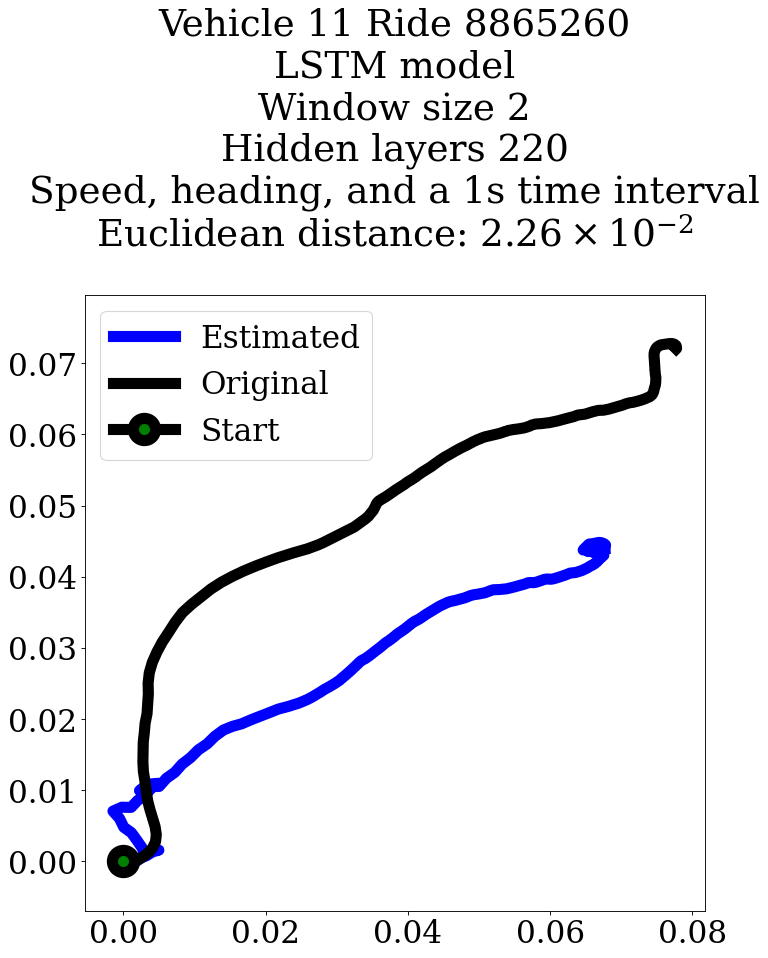 Vehicle 11 Ride 8865260
LSTM model
Window size 2
Hidden layers 220
Speed, heading, and a 1s time interval
Euclidean distance: 2.26 × 10⁻²
Estimated
Original
Start
0.07
0.06
0.05
0.04
0.03
0.02
0.01
0.00
0.00 0.02 0.04 0.06 0.08